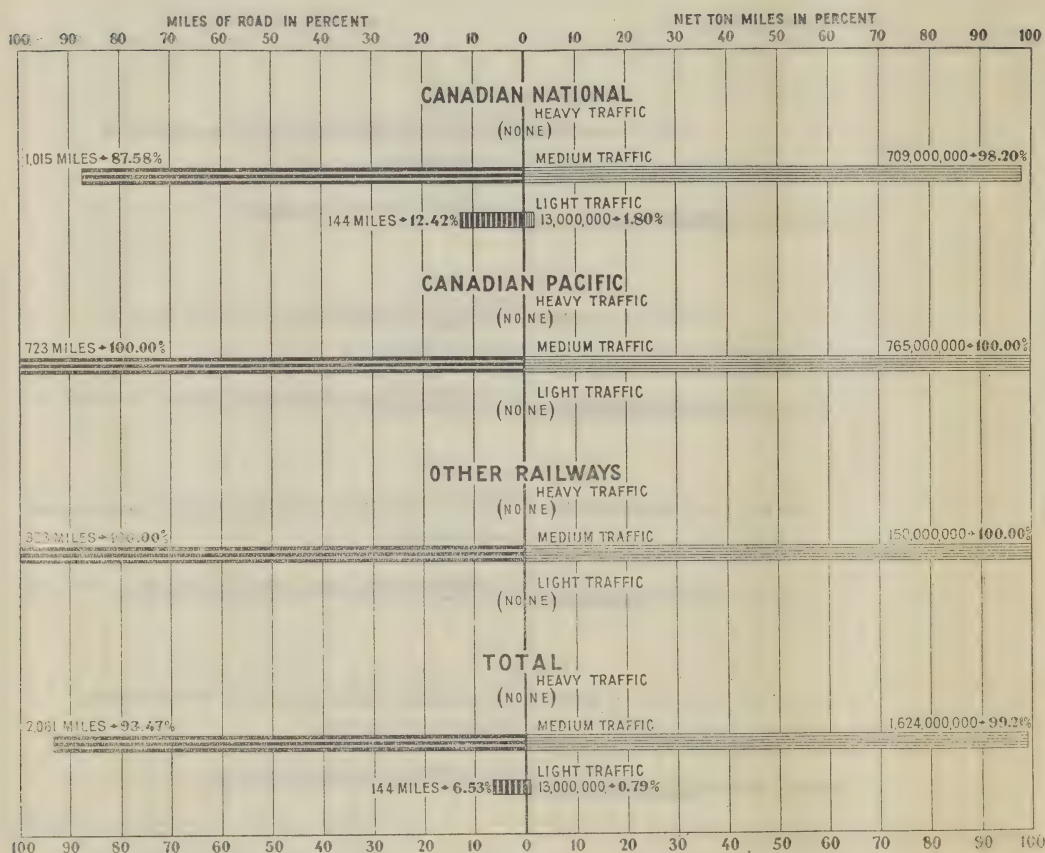 MILES OF ROAD IN PERCENT NET TON MILES IN PERCENT
100 90 80 70 60 50 40 30 20 10 0 10 20 30 40 50 60 70 80 90 100
CANADIAN NATIONAL
HEAVY TRAFFIC
(NONE)
1,015 MILES - 87.58% MEDIUM TRAFFIC 709,000,000 - 98.20%
LIGHT TRAFFIC
144 MILES - 12.42% 13,000,000 - 1.80%
CANADIAN PACIFIC
HEAVY TRAFFIC
(NONE)
723 MILES - 100.00% MEDIUM TRAFFIC 765,000,000 - 100.00%
LIGHT TRAFFIC
(NONE)
OTHER RAILWAYS
HEAVY TRAFFIC
(NONE)
323 MILES - 100.00% MEDIUM TRAFFIC 150,000,000 - 100.00%
LIGHT TRAFFIC
(NONE)
TOTAL
HEAVY TRAFFIC
(NONE)
2,061 MILES - 93.47% MEDIUM TRAFFIC 1,624,000,000 - 99.21%
LIGHT TRAFFIC
144 MILES - 6.53% 13,000,000 - 0.79%
100 90 80 70 60 50 40 30 20 10 0 10 20 30 40 50 60 70 80 90 100